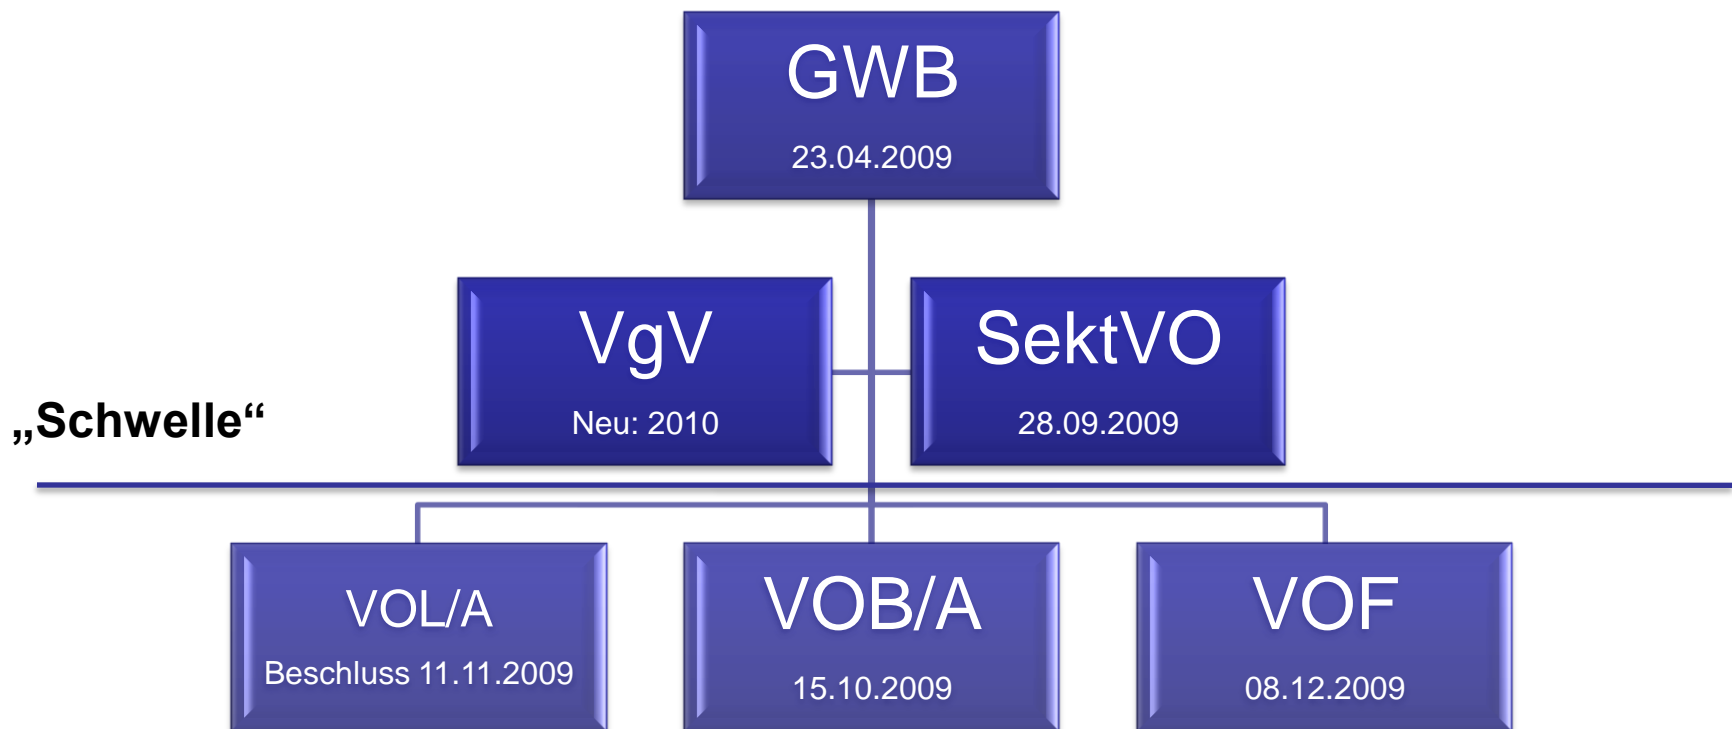 GWB
23.04.2009
VgV
Neu: 2010
SektVO
28.09.2009
„Schwelle“
VOL/A
Beschluss 11.11.2009
VOB/A
15.10.2009
VOF
08.12.2009